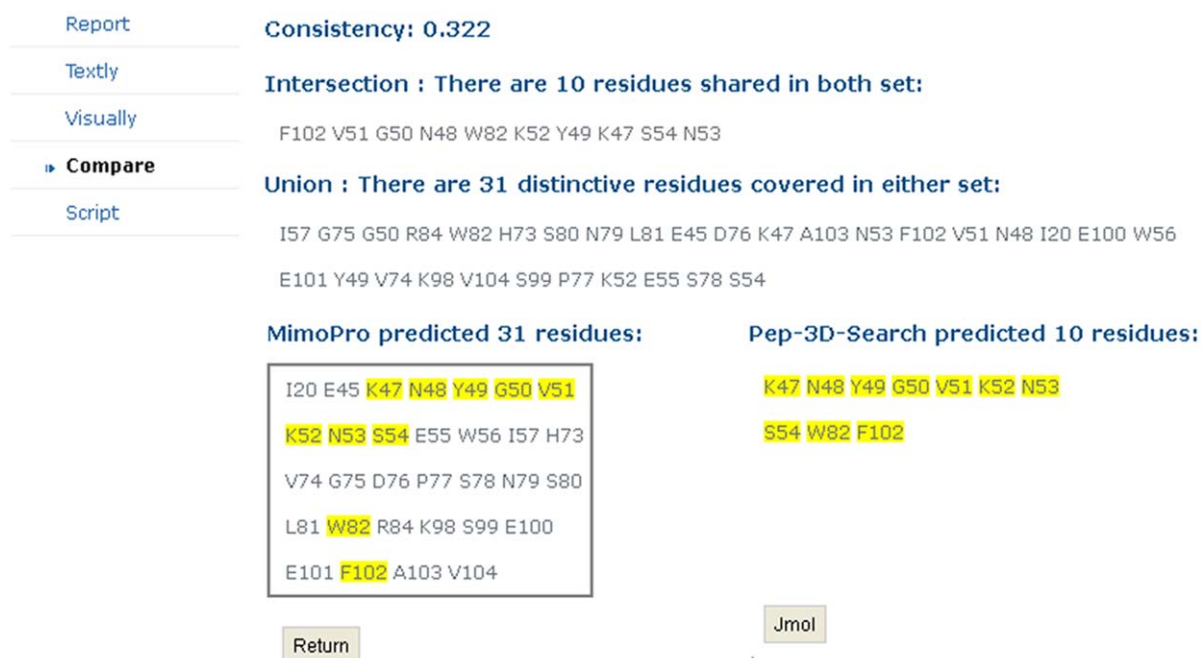 Report
Textly
Visually
Compare
Script
Consistency: 0.322
Intersection : There are 10 residues shared in both set:
F102 V51 G50 N48 W82 K52 Y49 K47 S54 N53
Union : There are 31 distinctive residues covered in either set:
I57 G75 G50 R84 W82 H73 S80 N79 L81 E45 D76 K47 A103 N53 F102 V51 N48 I20 E100 W56
E101 Y49 V74 K98 V104 S99 P77 K52 E55 S78 S54
MimoPro predicted 31 residues:
I20 E45 K47 N48 Y49 G50 V51
K52 N53 S54 E55 W56 I57 H73
V74 G75 D76 P77 S78 N79 S80
L81 W82 R84 K98 S99 E100
E101 F102 A103 V104
Return
Pep-3D-Search predicted 10 residues:
K47 N48 Y49 G50 V51 K52 N53
S54 W82 F102
Jmol